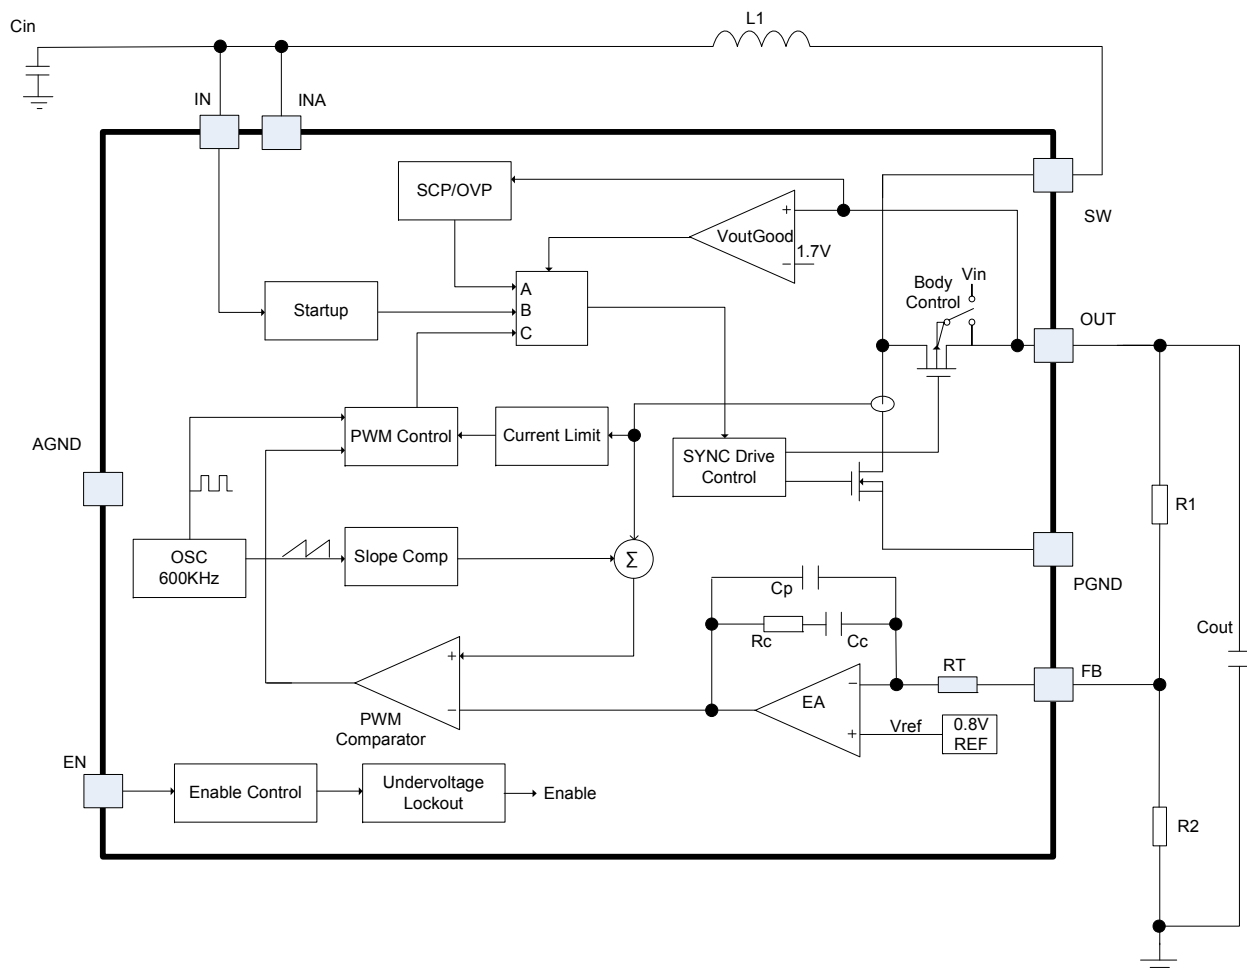 L1
Cin
IN
INA
SCP/OVP
SW
VoutGood
1.7V
Body
Control
Vin
A
B
C
Startup
OUT
AGND
PWM Control
Current Limit
SYNC Drive
Control
R1
OSC
600KHz
Slope Comp
Σ
PGND
Cp
Rc
Cc
Cout
RT
FB
EA
Vref
0.8V
REF
PWM
Comparator
EN
Enable Control
Undervoltage
Lockout
Enable
R2